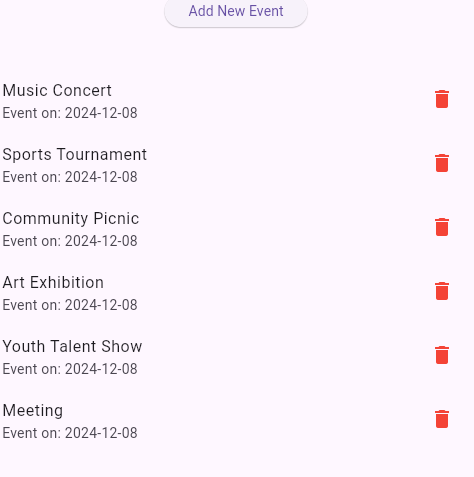 Add New Event
Music Concert
Event on: 2024-12-08
Sports Tournament
Event on: 2024-12-08
Community Picnic
Event on: 2024-12-08
Art Exhibition
Event on: 2024-12-08
Youth Talent Show
Event on: 2024-12-08
Meeting
Event on: 2024-12-08